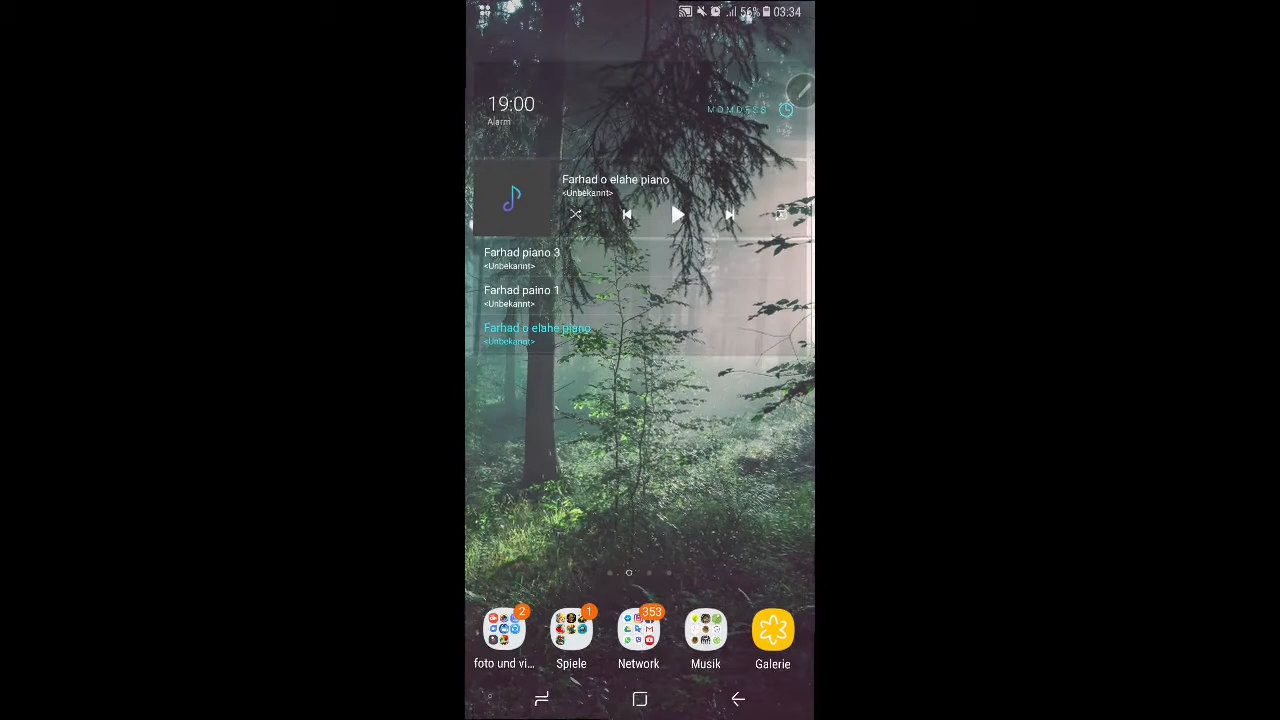 56% 03:34
19:00
Alarm
M D M D F S S
Farhad o elahe piano
<Unbekannt>
Farhad piano 3
<Unbekannt>
Farhad paino 1
<Unbekannt>
Farhad o elahe piano
<Unbekannt>
2
1
353
foto und vi...
Spiele
Network
Musik
Galerie